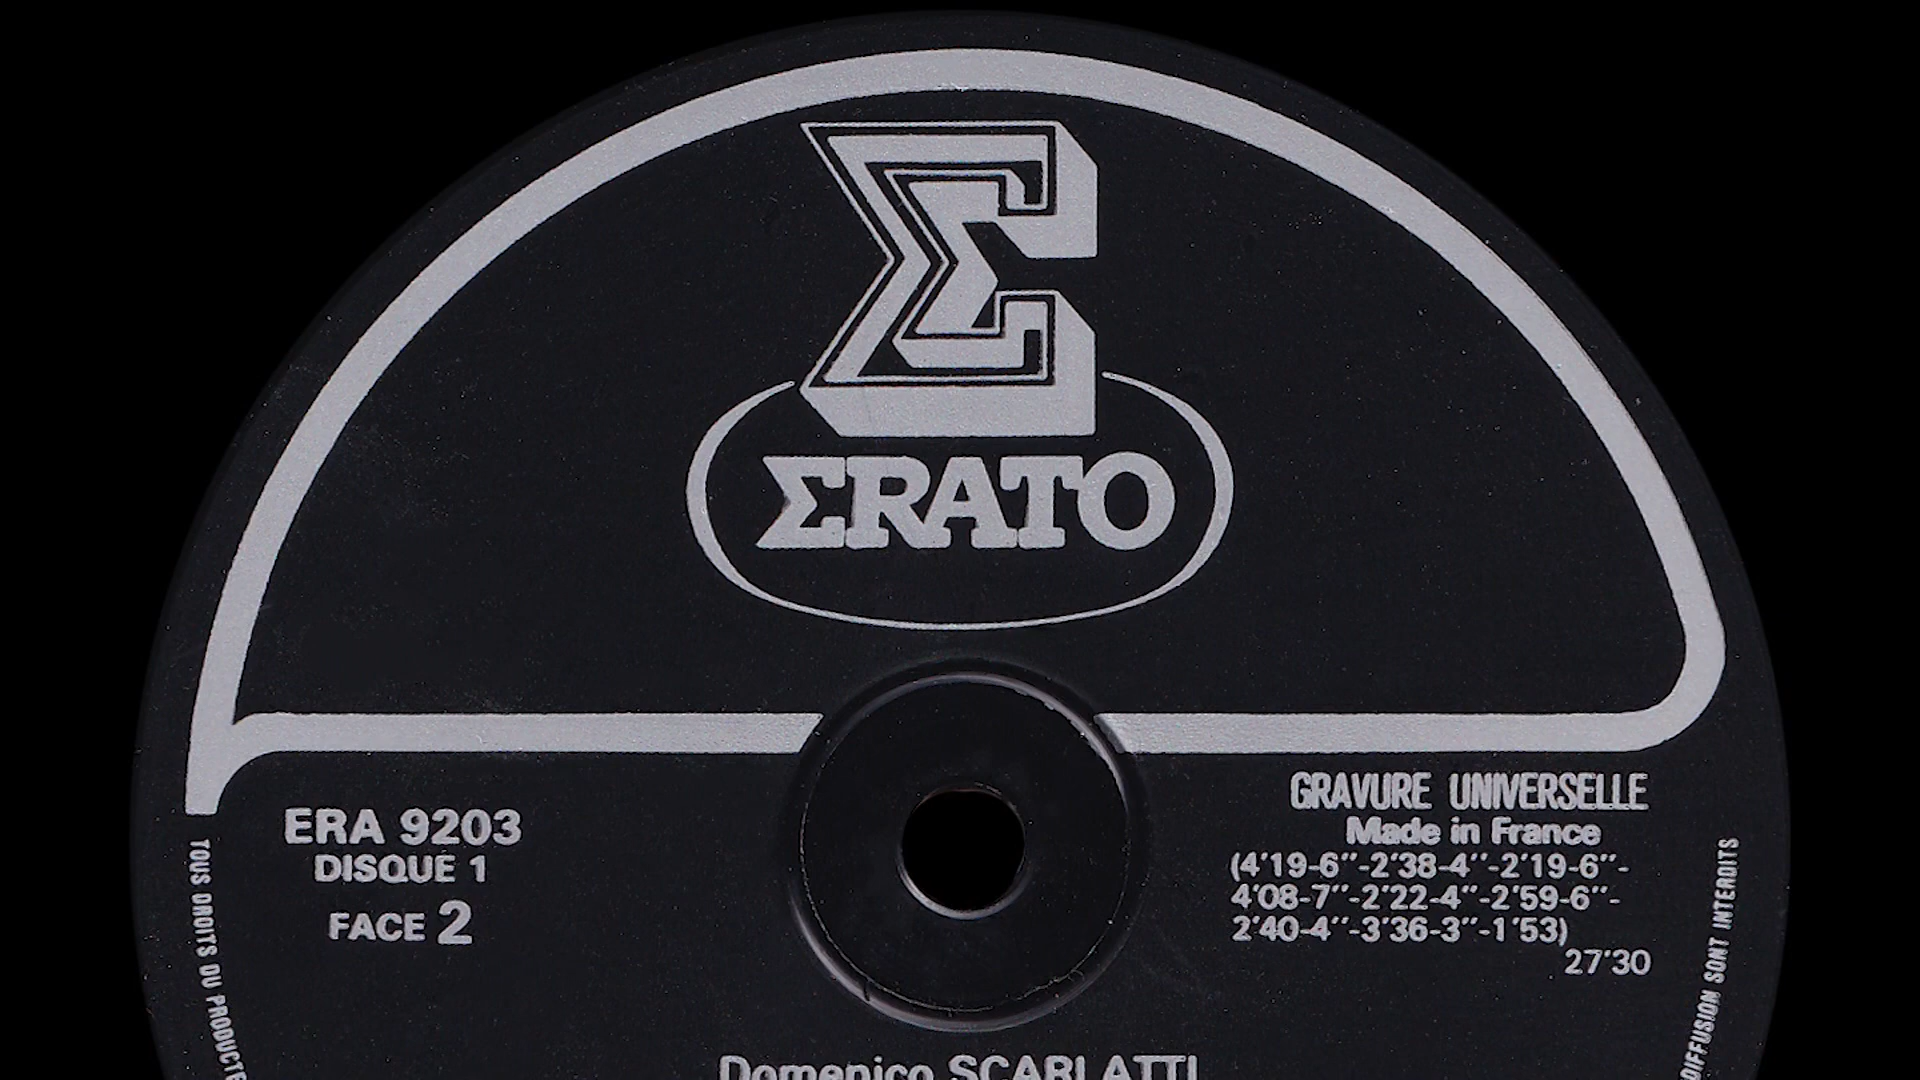 Σ
ΣRATO
ERA 9203
DISQUE 1
FACE 2
GRAVURE UNIVERSELLE
Made in France
(4'19-6"-2'38-4"-2'19-6"-
4'08-7"-2'22-4"-2'59-6"-
2'40-4"-3'36-3"-1'53)
27'30
TOUS DROITS DU PRODUCTE
DIFFUSION SONT INTERDITS
Domenico SCARLATTI